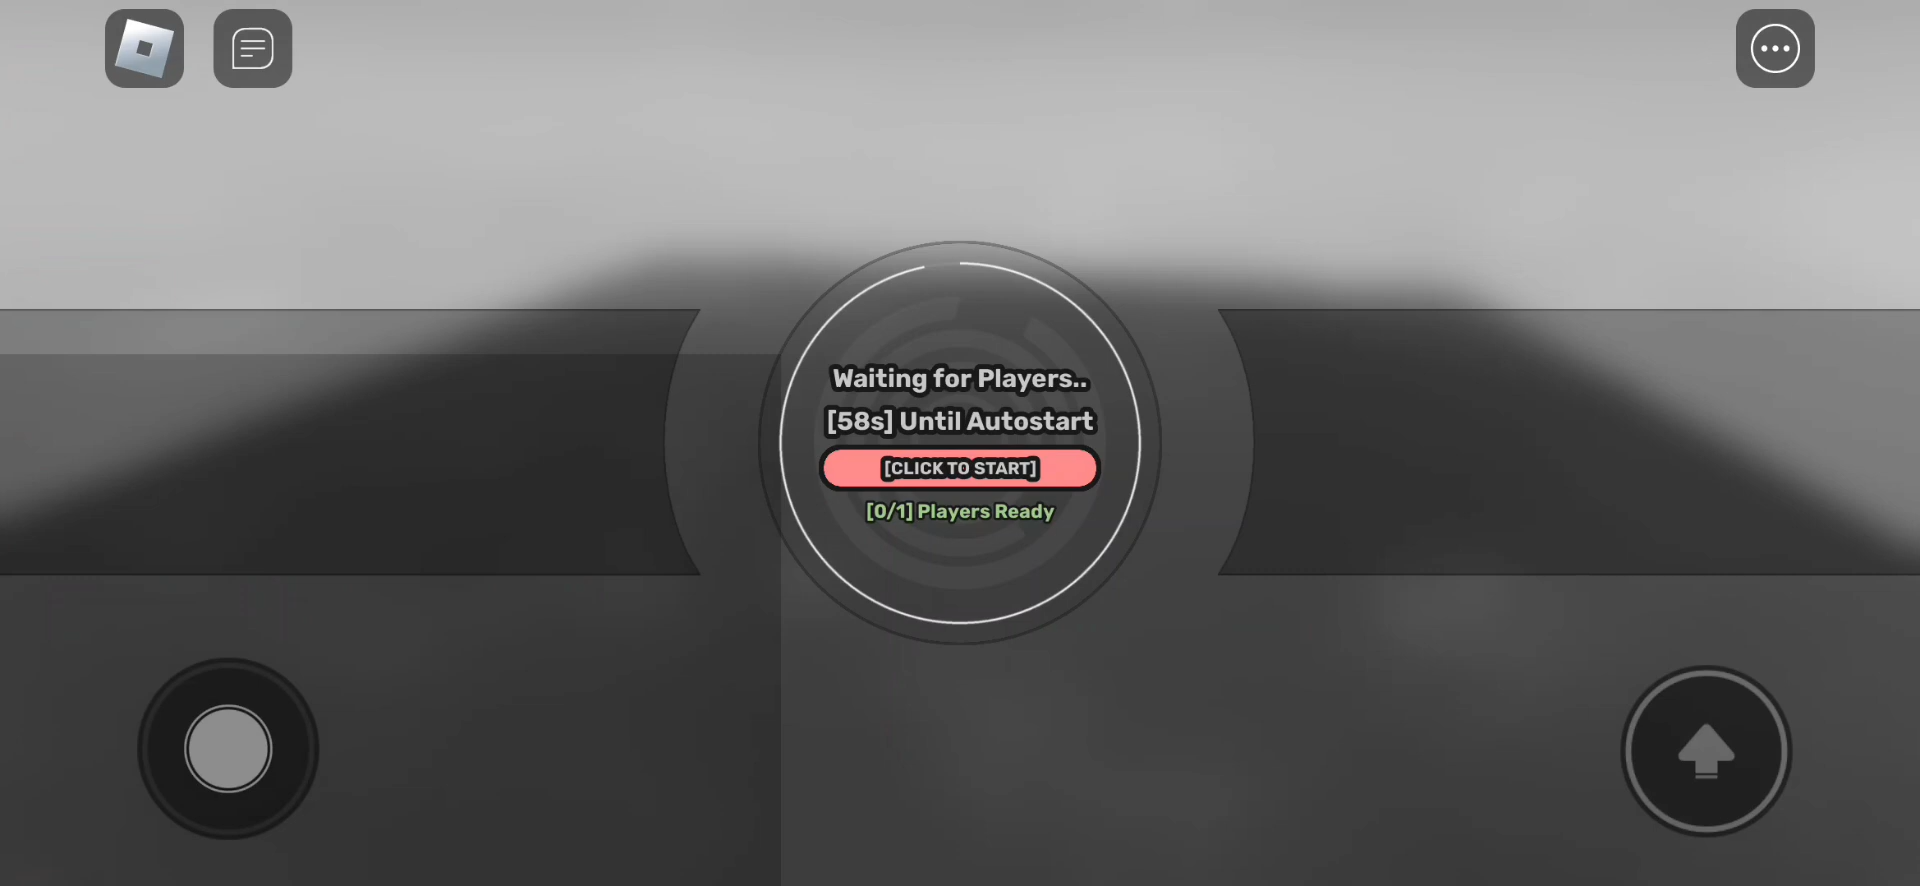 Waiting for Players..
[58s] Until Autostart
[CLICK TO START]
[0/1] Players Ready